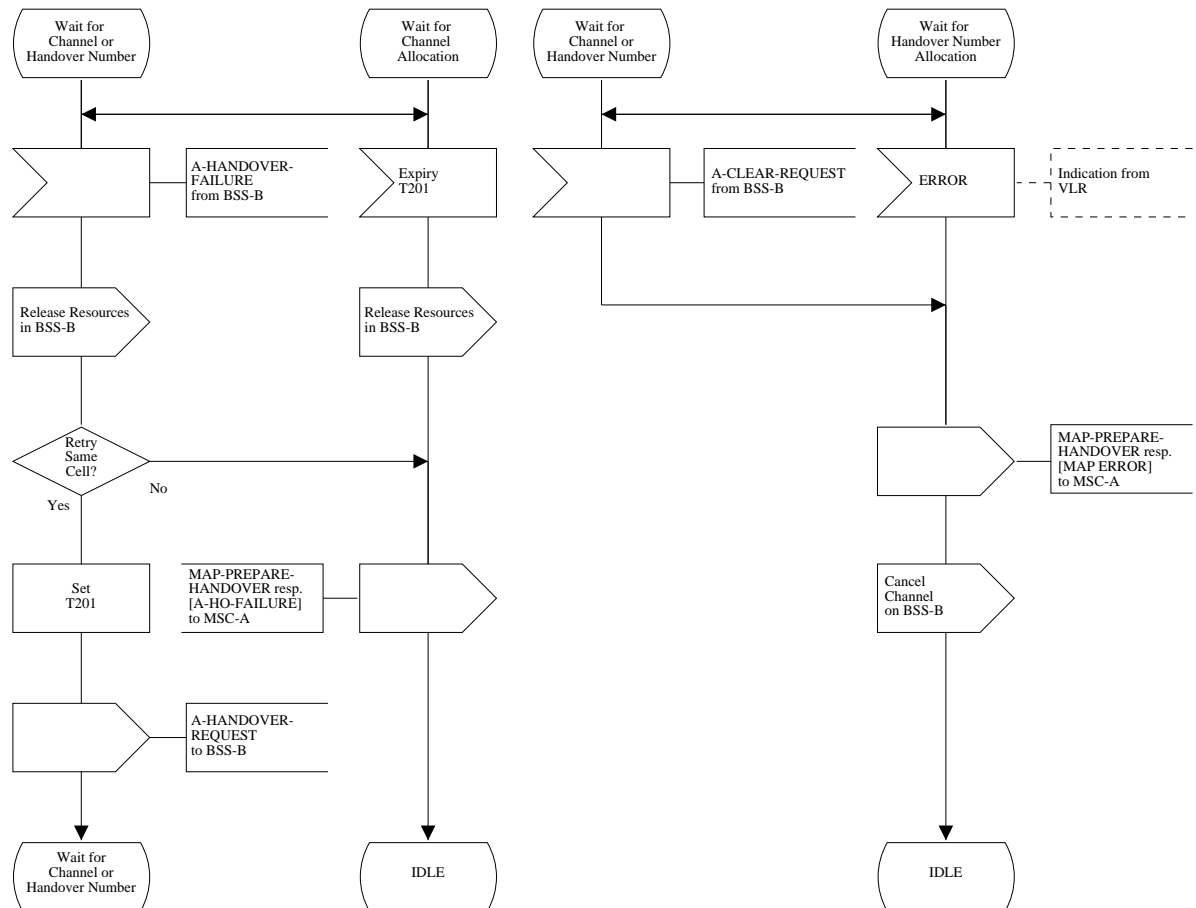 Wait for
Channel or
Handover Number
Wait for
Channel
Allocation
Wait for
Channel or
Handover Number
Wait for
Handover Number
Allocation
A-HANDOVER-
FAILURE
from BSS-B
Expiry
T201
A-CLEAR-REQUEST
from BSS-B
ERROR
Indication from
VLR
Release Resources
in BSS-B
Release Resources
in BSS-B
Retry
Same
Cell?
No
Yes
MAP-PREPARE-
HANDOVER resp.
[MAP ERROR]
to MSC-A
Set
T201
MAP-PREPARE-
HANDOVER resp.
[A-HO-FAILURE]
to MSC-A
Cancel
Channel
on BSS-B
A-HANDOVER-
REQUEST
to BSS-B
Wait for
Channel or
Handover Number
IDLE
IDLE